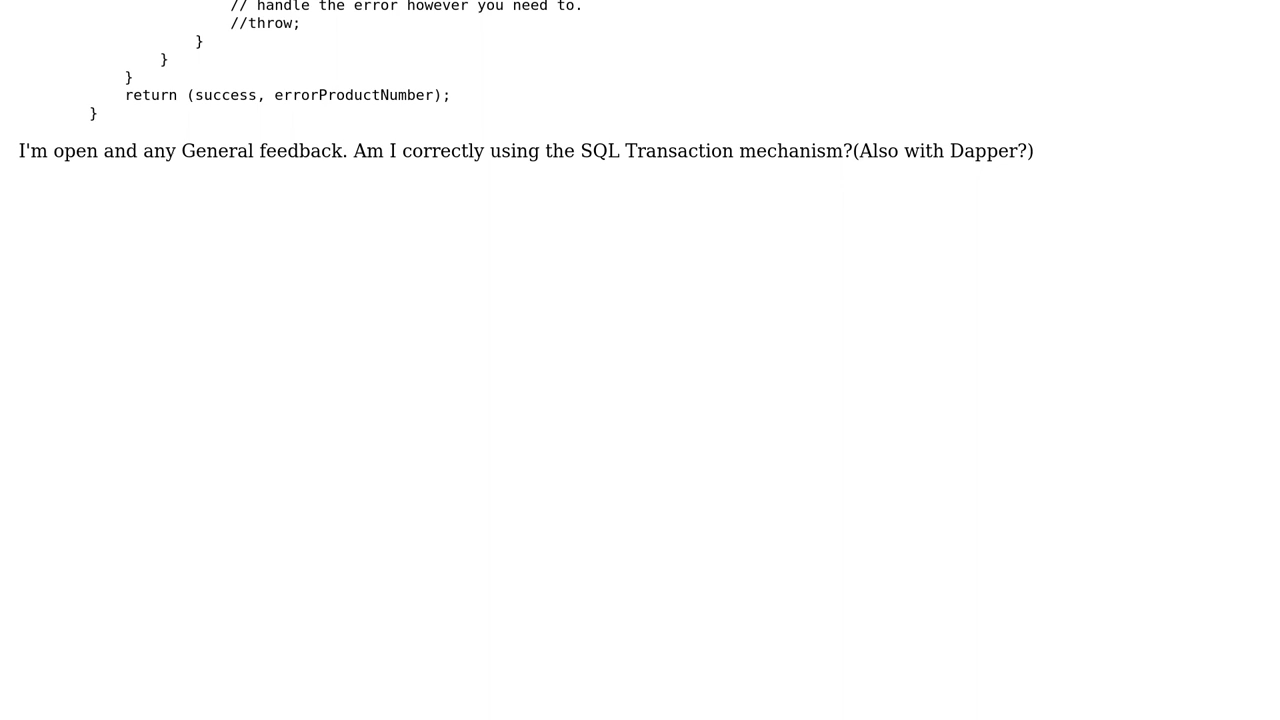 // handle the error however you need to.
//throw;
}
}
}
return (success, errorProductNumber);
}
I'm open and any General feedback. Am I correctly using the SQL Transaction mechanism?(Also with Dapper?)